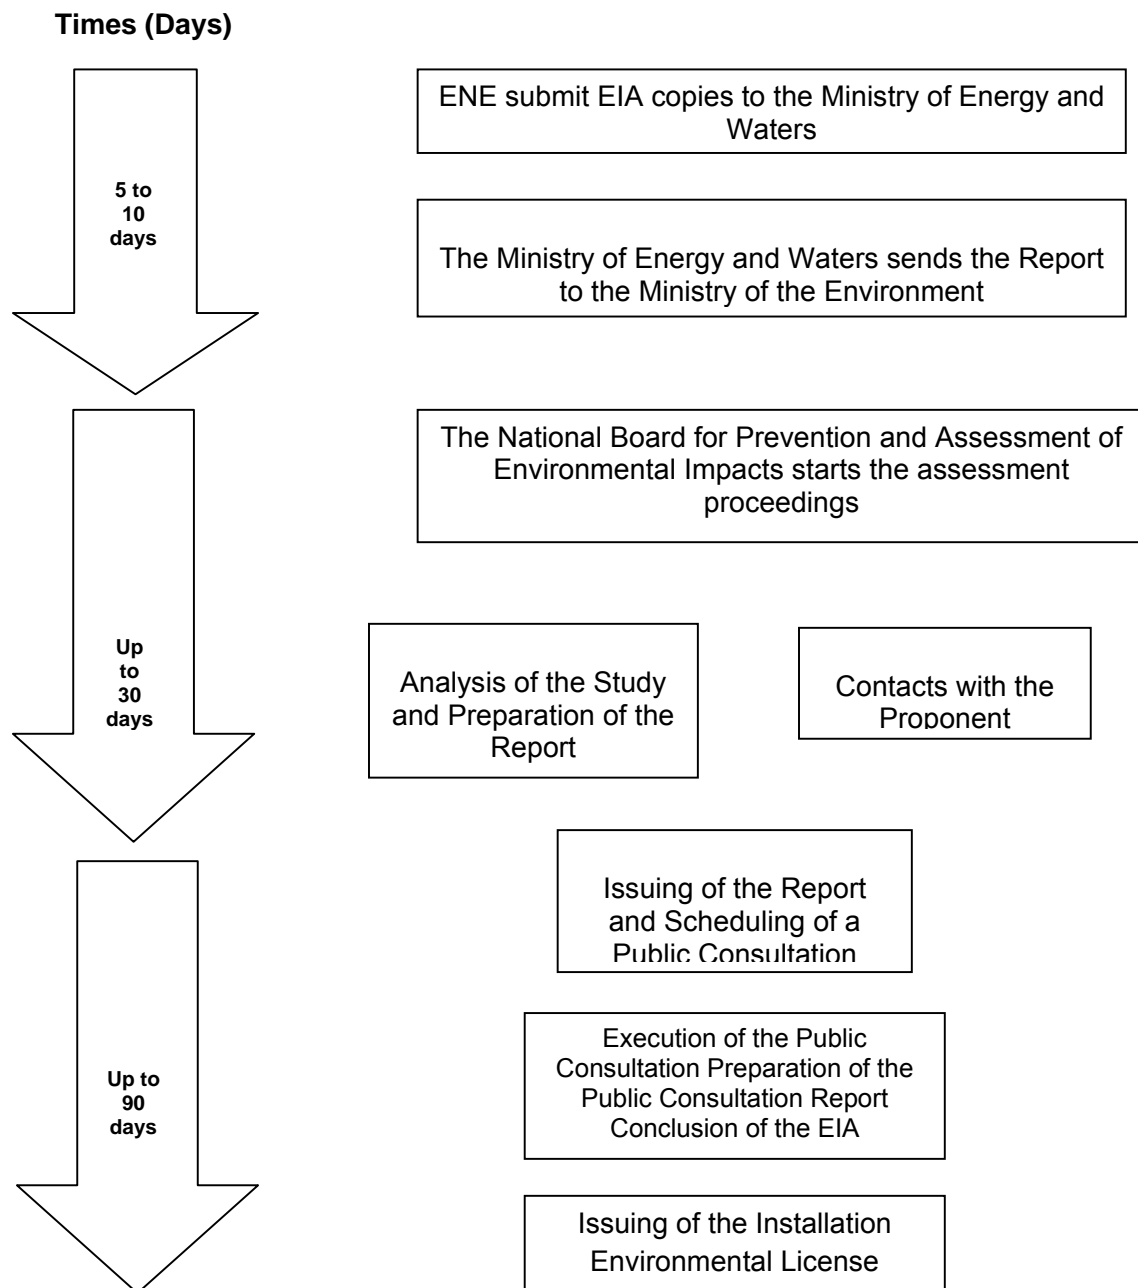 Times (Days)
5 to
10
days
ENE submit EIA copies to the Ministry of Energy and
Waters
The Ministry of Energy and Waters sends the Report
to the Ministry of the Environment
The National Board for Prevention and Assessment of
Environmental Impacts starts the assessment
proceedings
Up
to
30
days
Analysis of the Study
and Preparation of the
Report
Contacts with the
Proponent
Issuing of the Report
and Scheduling of a
Public Consultation
Up to
90
days
Execution of the Public
Consultation Preparation of the
Public Consultation Report
Conclusion of the EIA
Issuing of the Installation
Environmental License